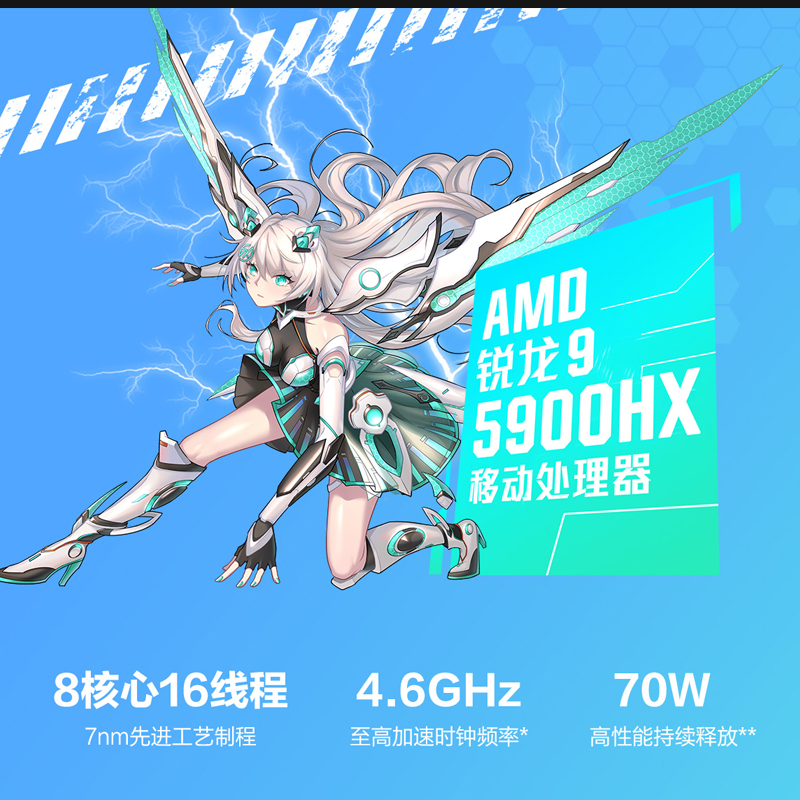 AMD
锐龙9
5900HX
移动处理器
8核心16线程
7nm先进工艺制程
4.6GHz
至高加速时钟频率*
70W
高性能持续释放**